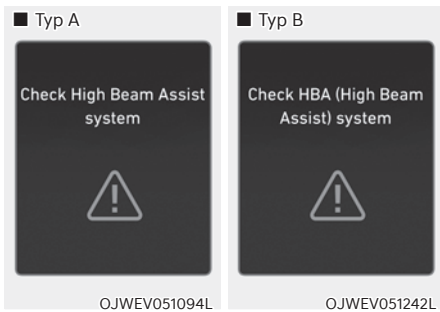 ■ Typ A
Check High Beam Assist
system
OJWEV051094L
■ Typ B
Check HBA (High Beam
Assist) system
OJWEV051242L